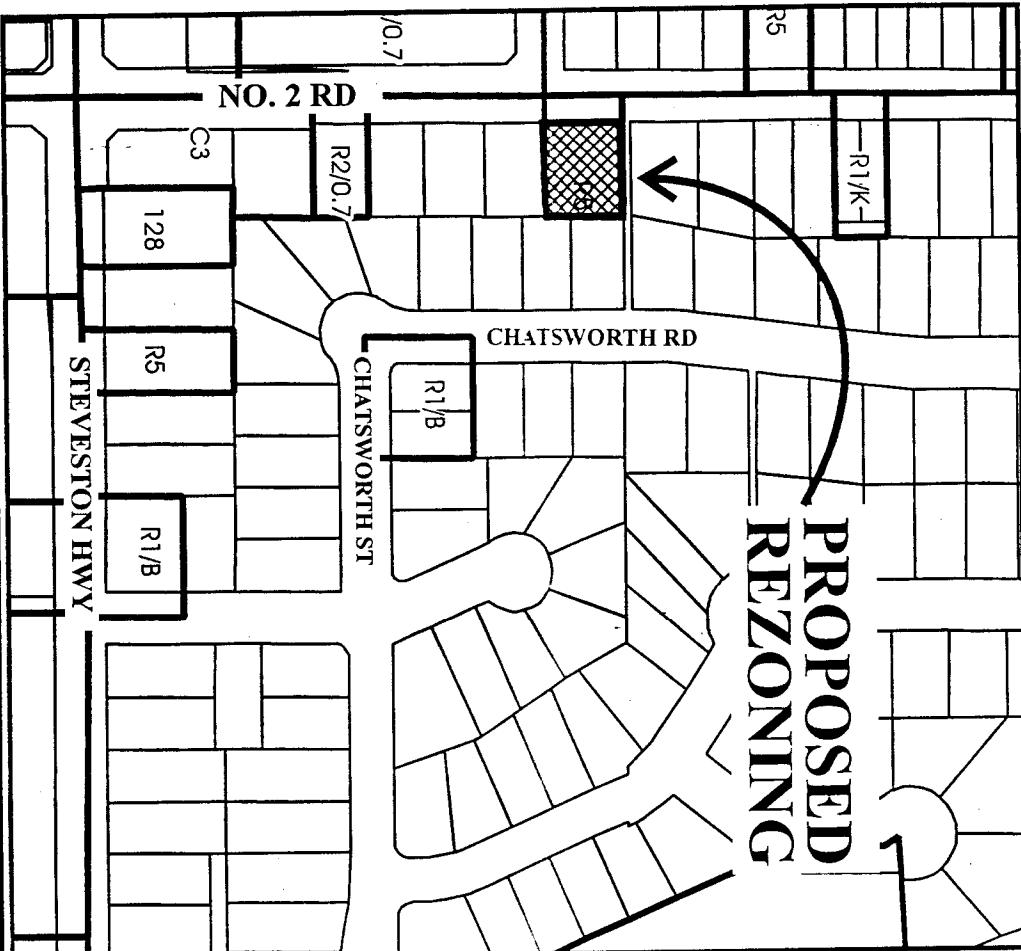 /0.7
R5
NO. 2 RD
C3
R2/0.7
R1/K
128
CHATSWORTH RD
R5
R1/B
CHATSWORTH ST
STEVESTON HWY
R1/B
PROPOSED
REZONING